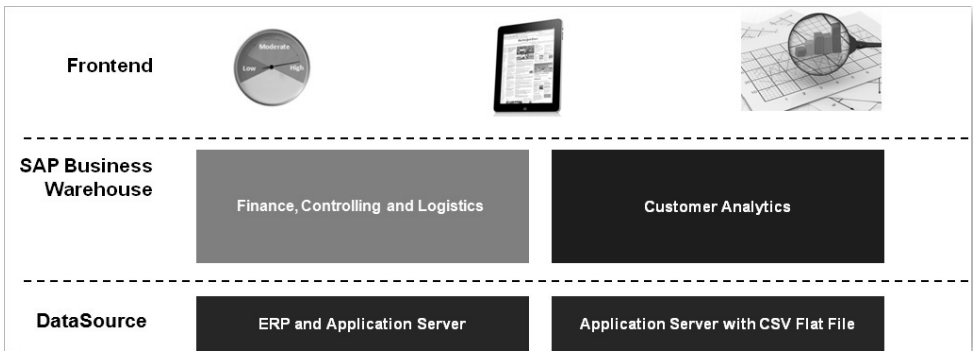 Frontend
Moderate
Low
High
SAP Business
Warehouse
Finance, Controlling and Logistics
Customer Analytics
DataSource
ERP and Application Server
Application Server with CSV Flat File